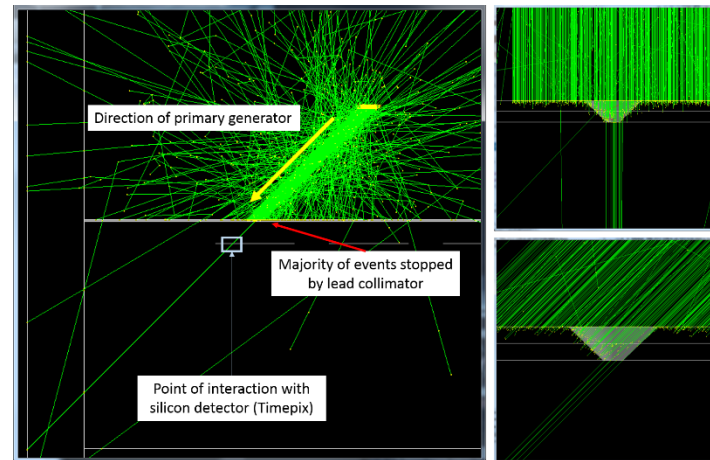 Direction of primary generator
Majority of events stopped
by lead collimator
Point of interaction with
silicon detector (Timepix)